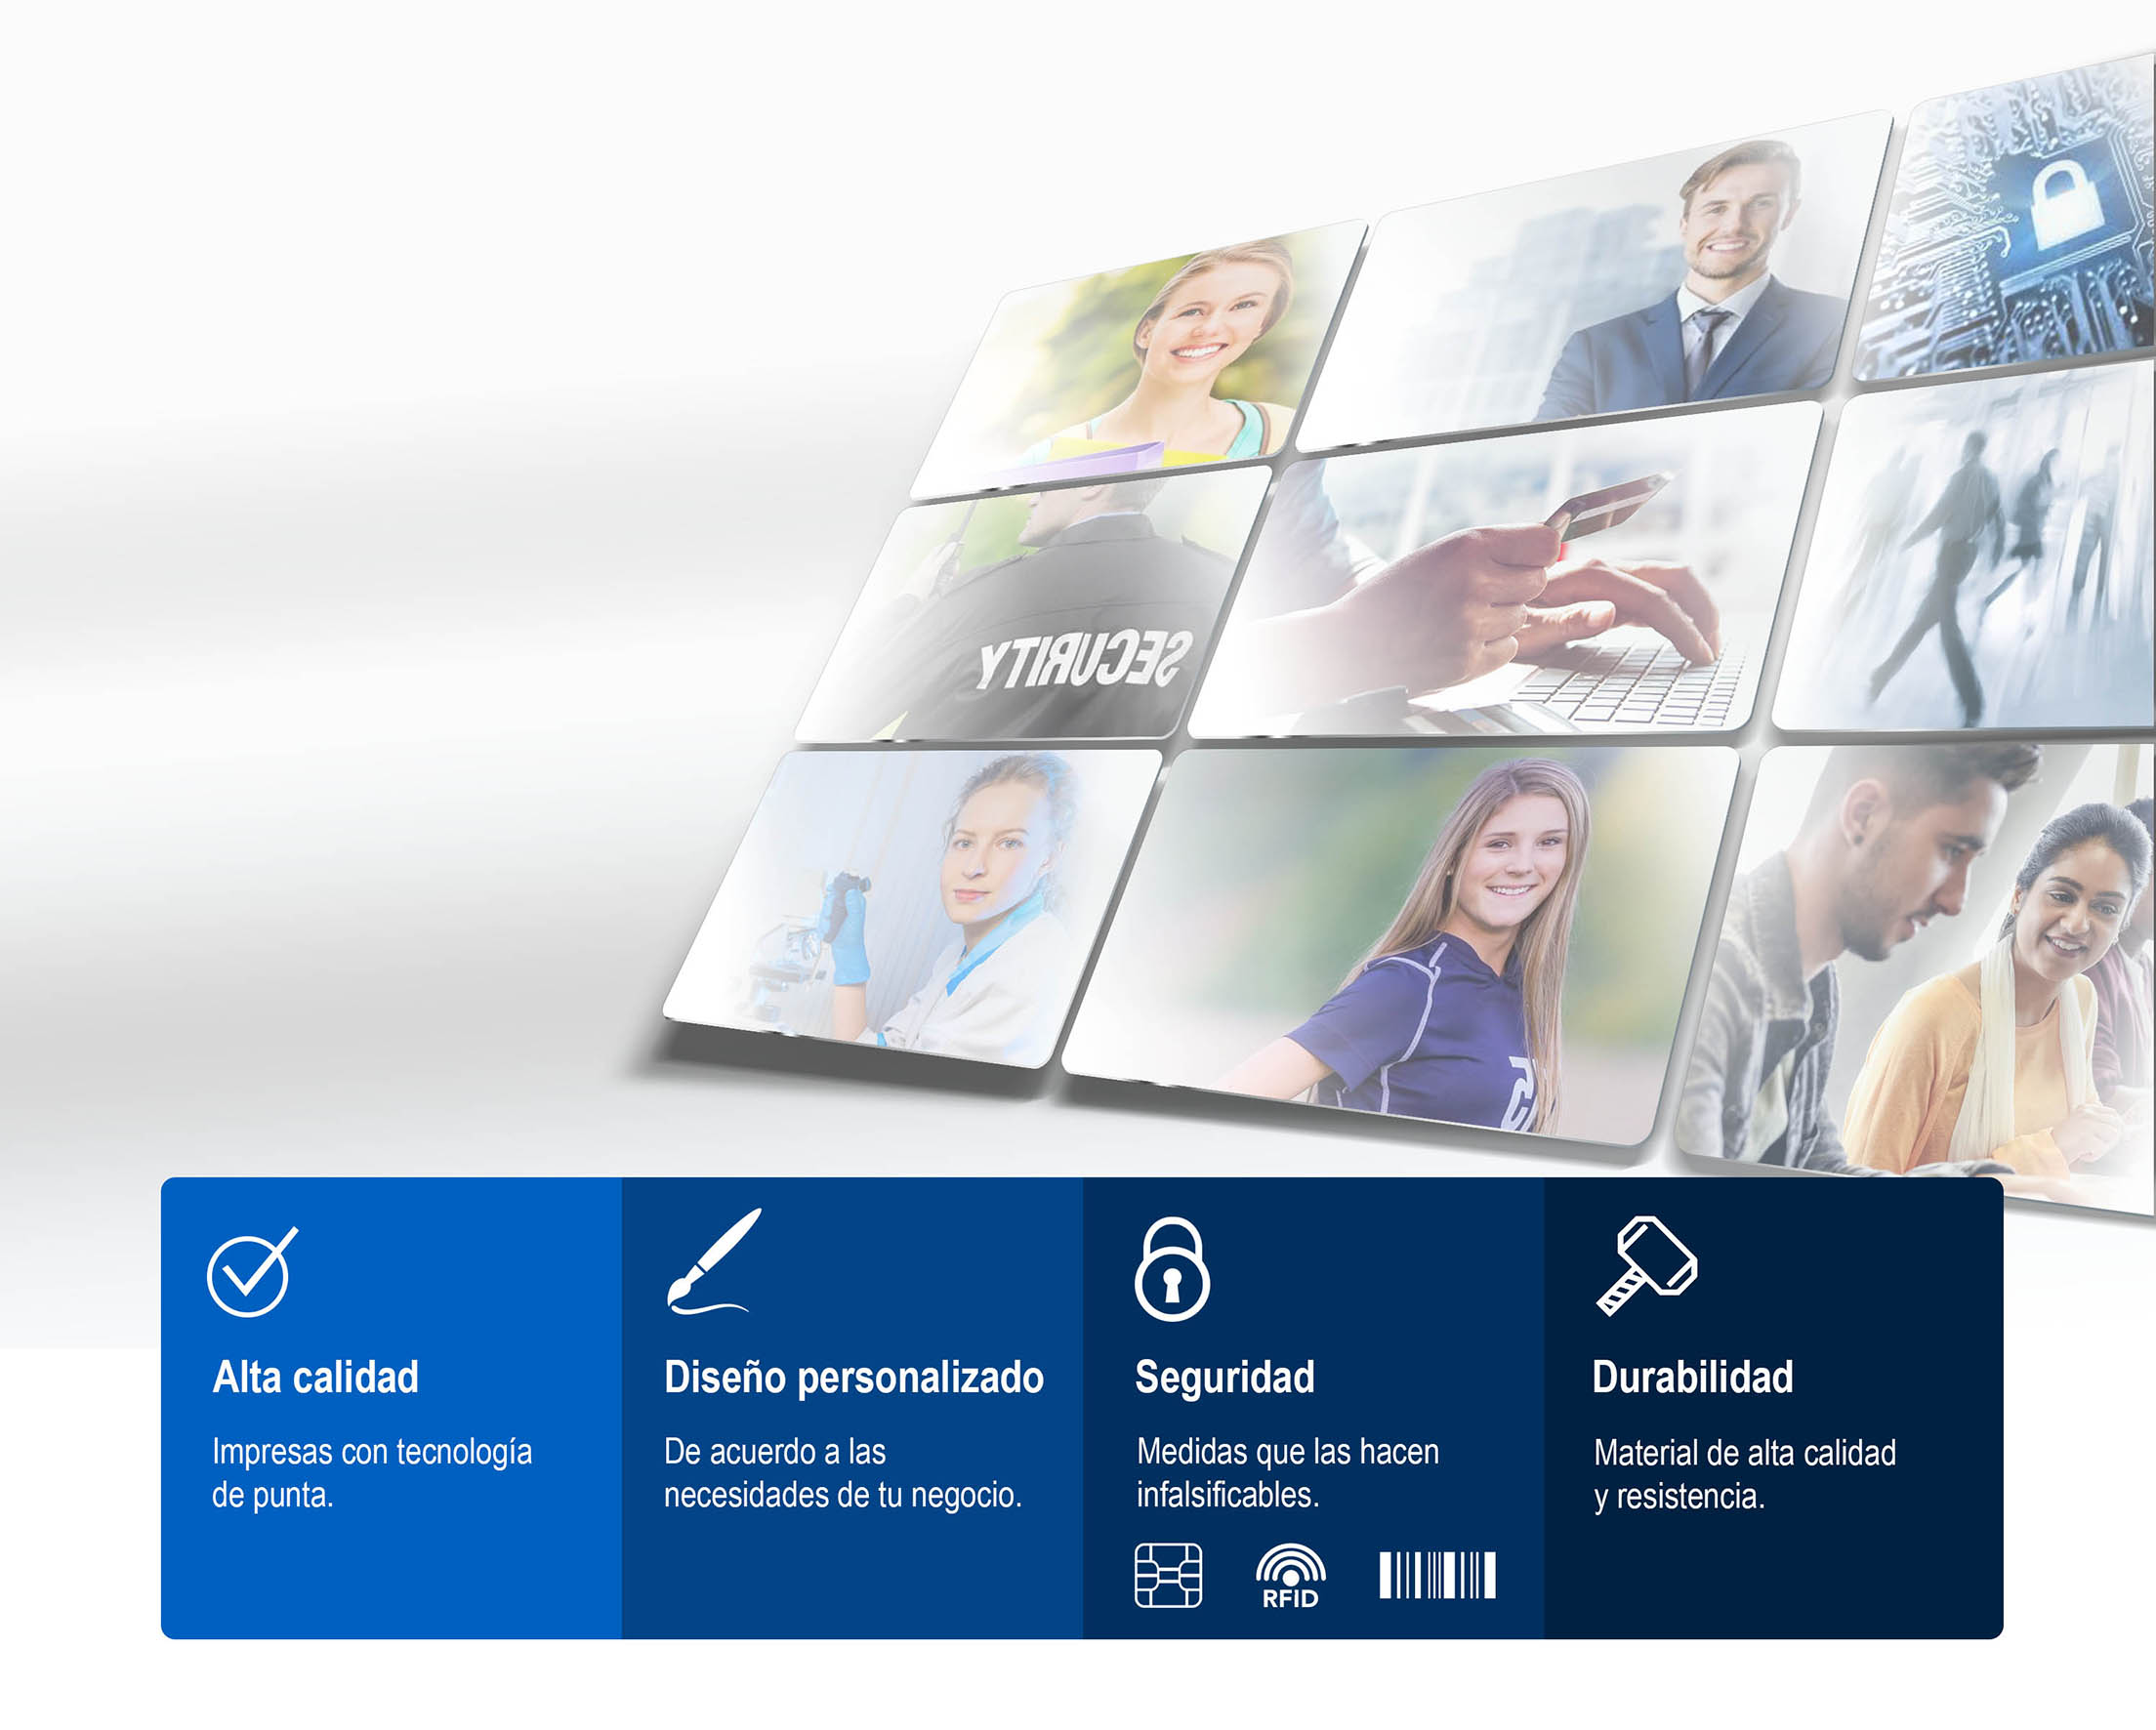 SECURITY
Alta calidad
Impresas con tecnología
de punta.
Diseño personalizado
De acuerdo a las
necesidades de tu negocio.
Seguridad
Medidas que las hacen
infalsificables.
RFID
Durabilidad
Material de alta calidad
y resistencia.